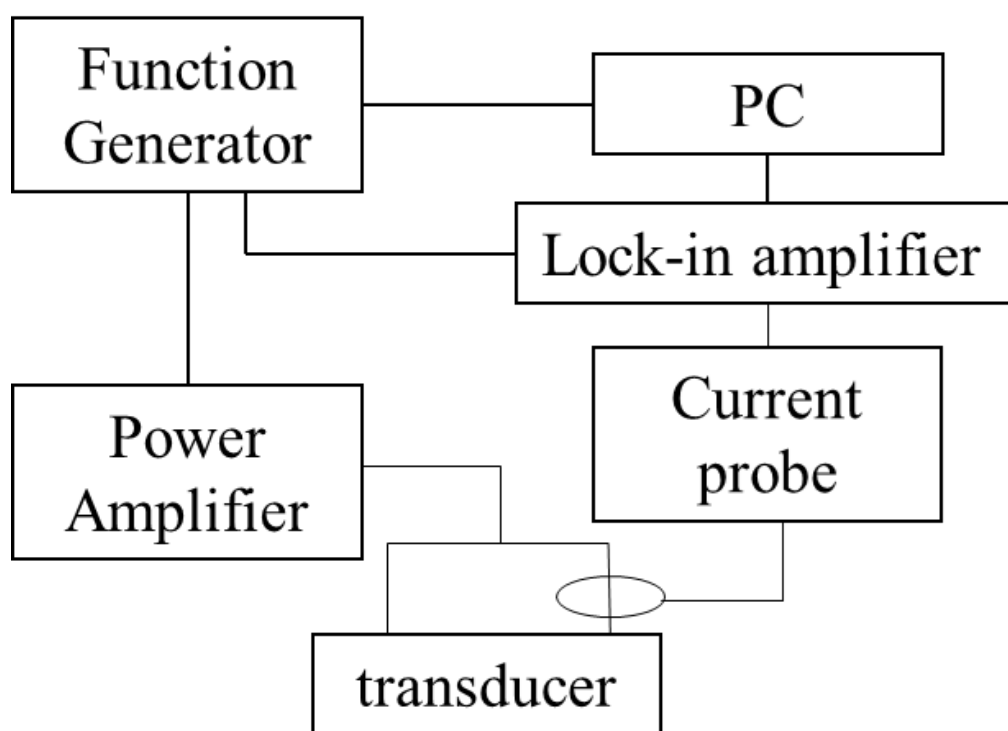 Function
Generator
PC
Lock-in amplifier
Power
Amplifier
Current
probe
transducer